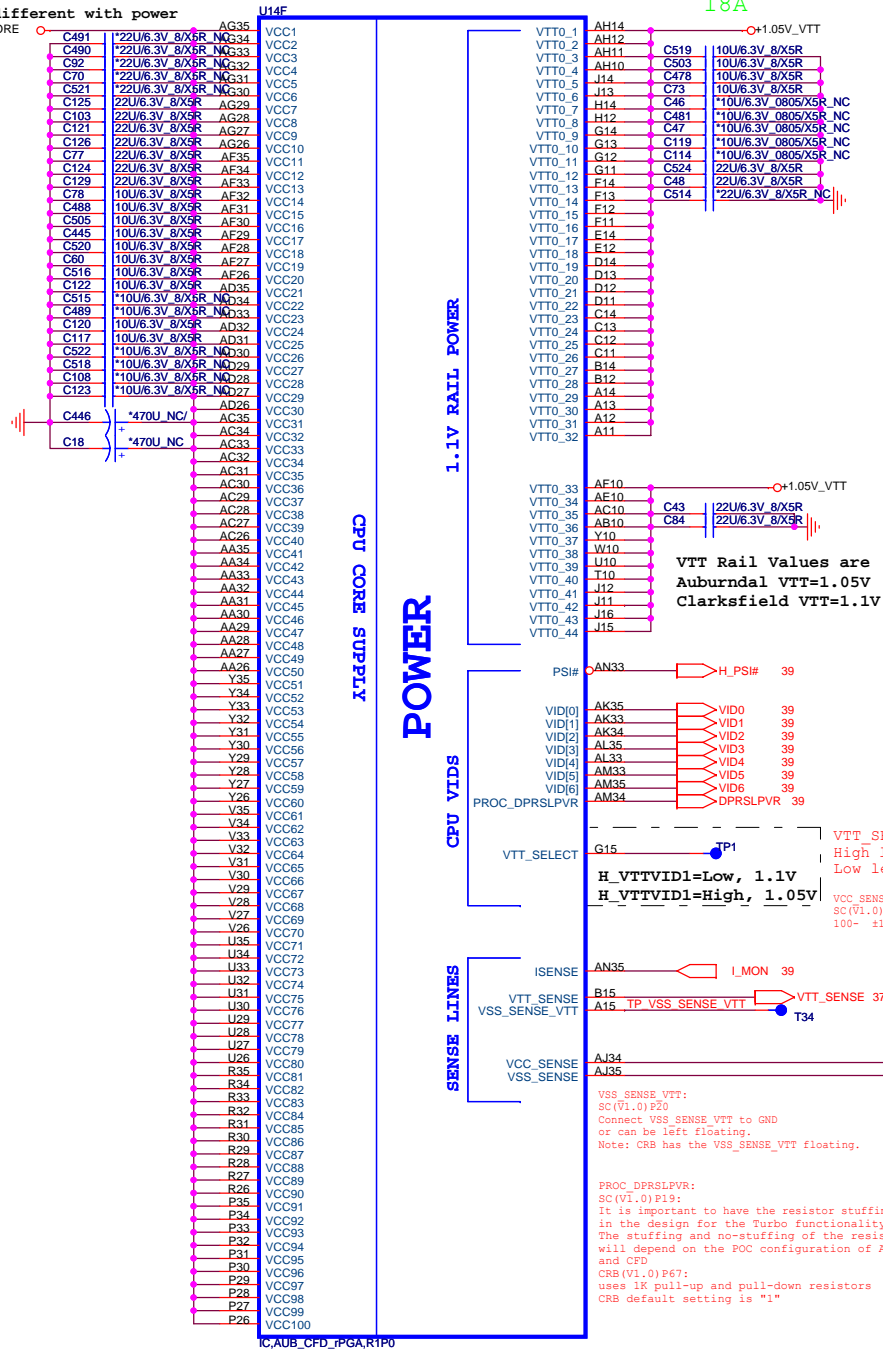 ifferent with power
ORE
U14F
18A
+1.05V_VTT
C491 *22U/6.3V_8/X5R_NC
C490 *22U/6.3V_8/X5R_NC
C92 *22U/6.3V_8/X5R_NC
C70 *22U/6.3V_8/X5R_NC
C521 *22U/6.3V_8/X5R_NC
C125 22U/6.3V_8/X5R
C103 22U/6.3V_8/X5R
C121 22U/6.3V_8/X5R
C126 22U/6.3V_8/X5R
C77 22U/6.3V_8/X5R
C124 22U/6.3V_8/X5R
C129 22U/6.3V_8/X5R
C78 10U/6.3V_8/X5R
C488 10U/6.3V_8/X5R
C505 10U/6.3V_8/X5R
C445 10U/6.3V_8/X5R
C520 10U/6.3V_8/X5R
C60 10U/6.3V_8/X5R
C516 10U/6.3V_8/X5R
C122 10U/6.3V_8/X5R
C515 *10U/6.3V_8/X5R_NC
C489 *10U/6.3V_8/X5R_NC
C120 10U/6.3V_8/X5R
C117 10U/6.3V_8/X5R
C522 *10U/6.3V_8/X5R_NC
C518 *10U/6.3V_8/X5R_NC
C108 *10U/6.3V_8/X5R_NC
C123 *10U/6.3V_8/X5R_NC
C446 *470U_NC/
+
C18 *470U_NC
+
AG35 VCC1
AG34 VCC2
AG33 VCC3
AG32 VCC4
AG31 VCC5
AG30 VCC6
AG29 VCC7
AG28 VCC8
AG27 VCC9
AG26 VCC10
AF35 VCC11
AF34 VCC12
AF33 VCC13
AF32 VCC14
AF31 VCC15
AF30 VCC16
AF29 VCC17
AF28 VCC18
AF27 VCC19
AF26 VCC20
AD35 VCC21
AD34 VCC22
AD33 VCC23
AD32 VCC24
AD31 VCC25
AD30 VCC26
AD29 VCC27
AD28 VCC28
AD27 VCC29
AD26 VCC30
AC35 VCC31
AC34 VCC32
AC33 VCC33
AC32 VCC34
AC31 VCC35
AC30 VCC36
AC29 VCC37
AC28 VCC38
AC27 VCC39
AC26 VCC40
AA35 VCC41
AA34 VCC42
AA33 VCC43
AA32 VCC44
AA31 VCC45
AA30 VCC46
AA29 VCC47
AA28 VCC48
AA27 VCC49
AA26 VCC50
Y35 VCC51
Y34 VCC52
Y33 VCC53
Y32 VCC54
Y31 VCC55
Y30 VCC56
Y29 VCC57
Y28 VCC58
Y27 VCC59
Y26 VCC60
V35 VCC61
V34 VCC62
V33 VCC63
V32 VCC64
V31 VCC65
V30 VCC66
V29 VCC67
V28 VCC68
V27 VCC69
V26 VCC70
U35 VCC71
U34 VCC72
U33 VCC73
U32 VCC74
U31 VCC75
U30 VCC76
U29 VCC77
U28 VCC78
U27 VCC79
U26 VCC80
R35 VCC81
R34 VCC82
R33 VCC83
R32 VCC84
R31 VCC85
R30 VCC86
R29 VCC87
R28 VCC88
R27 VCC89
R26 VCC90
P35 VCC91
P34 VCC92
P33 VCC93
P32 VCC94
P31 VCC95
P30 VCC96
P29 VCC97
P28 VCC98
P27 VCC99
P26 VCC100
CPU CORE SUPPLY
POWER
1.1V RAIL POWER
CPU VIDS
SENSE LINES
VTT0_1 AH14
VTT0_2 AH12
VTT0_3 AH11
VTT0_4 AH10
VTT0_5 J14
VTT0_6 J13
VTT0_7 H14
VTT0_8 H12
VTT0_9 G14
VTT0_10 G13
VTT0_11 G12
VTT0_12 G11
VTT0_13 F14
VTT0_14 F13
VTT0_15 F12
VTT0_16 F11
VTT0_17 E14
VTT0_18 E12
VTT0_19 D14
VTT0_20 D13
VTT0_21 D12
VTT0_22 D11
VTT0_23 C14
VTT0_24 C13
VTT0_25 C12
VTT0_26 C11
VTT0_27 B14
VTT0_28 B12
VTT0_29 A14
VTT0_30 A13
VTT0_31 A12
VTT0_32 A11
C519 10U/6.3V_8/X5R
C503 10U/6.3V_8/X5R
C478 10U/6.3V_8/X5R
C73 10U/6.3V_8/X5R
C46 *10U/6.3V_0805/X5R_NC
C481 *10U/6.3V_0805/X5R_NC
C47 *10U/6.3V_0805/X5R_NC
C119 *10U/6.3V_0805/X5R_NC
C114 *10U/6.3V_0805/X5R_NC
C524 22U/6.3V_8/X5R
C48 22U/6.3V_8/X5R
C514 *22U/6.3V_8/X5R_NC
VTT0_33 AF10
VTT0_34 AE10
VTT0_35 AC10
VTT0_36 AB10
VTT0_37 Y10
VTT0_38 W10
VTT0_39 U10
VTT0_40 T10
VTT0_41 J12
VTT0_42 J11
VTT0_43 J16
VTT0_44 J15
+1.05V_VTT
C43 22U/6.3V_8/X5R
C84 22U/6.3V_8/X5R
VTT Rail Values are
Auburndal VTT=1.05V
Clarksfield VTT=1.1V
PSI# AN33 H_PSI# 39
VID[0] AK35 VID0 39
VID[1] AK33 VID1 39
VID[2] AK34 VID2 39
VID[3] AL35 VID3 39
VID[4] AL33 VID4 39
VID[5] AM33 VID5 39
VID[6] AM35 VID6 39
PROC_DPRSLPVR AM34 DPRSLPVR 39
VTT_SELECT G15 TP1
H_VTTVID1=Low, 1.1V
H_VTTVID1=High, 1.05V
VTT_SE
High l
Low le
VCC_SENS
SC(V1.0)
100- ±1
ISENSE AN35 I_MON 39
VTT_SENSE B15 VTT_SENSE 37
VSS_SENSE_VTT A15 TP_VSS_SENSE_VTT T34
VCC_SENSE AJ34
VSS_SENSE AJ35
VSS_SENSE_VTT:
SC(V1.0)P20
Connect VSS_SENSE_VTT to GND
or can be left floating.
Note: CRB has the VSS_SENSE_VTT floating.
PROC_DPRSLPVR:
SC(V1.0)P19:
It is important to have the resistor stuffin
in the design for the Turbo functionality
The stuffing and no-stuffing of the resis
will depend on the POC configuration of A
and CFD
CRB(V1.0)P67:
uses 1K pull-up and pull-down resistors
CRB default setting is "1"
IC,AUB_CFD_rPGA,R1P0